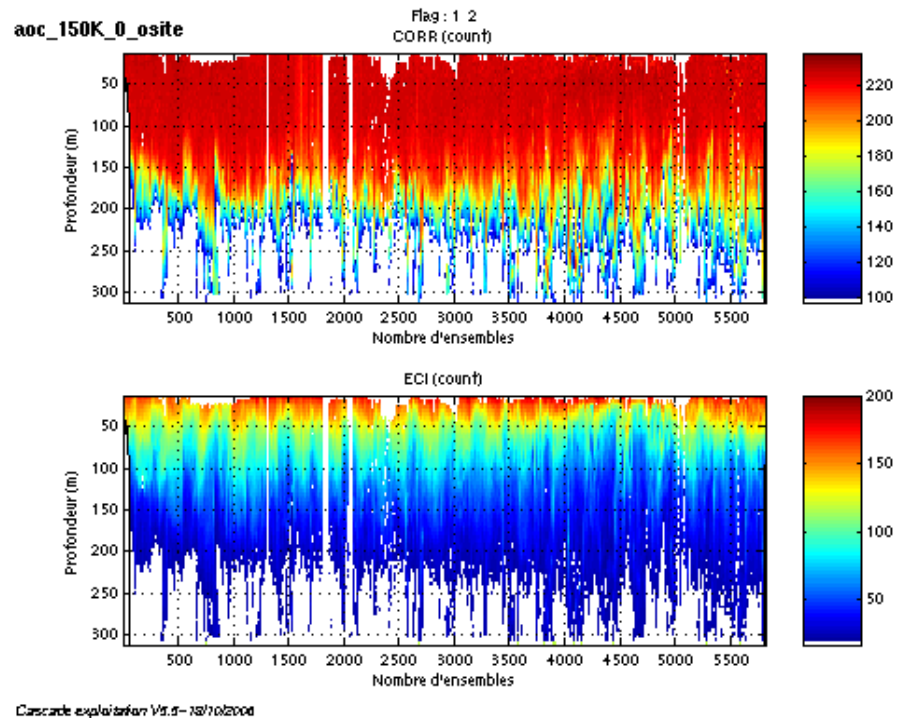 aoc_150K_0_osite
Flag : 1 2
CORR (count)
Profondeur (m)
50
100
150
200
250
300
500 1000 1500 2000 2500 3000 3500 4000 4500 5000 5500
Nombre d'ensembles
220
200
180
160
140
120
100
ECI (count)
Profondeur (m)
50
100
150
200
250
300
500 1000 1500 2000 2500 3000 3500 4000 4500 5000 5500
Nombre d'ensembles
200
150
100
50
Cascade exploitation V5.5 - 18/10/2006